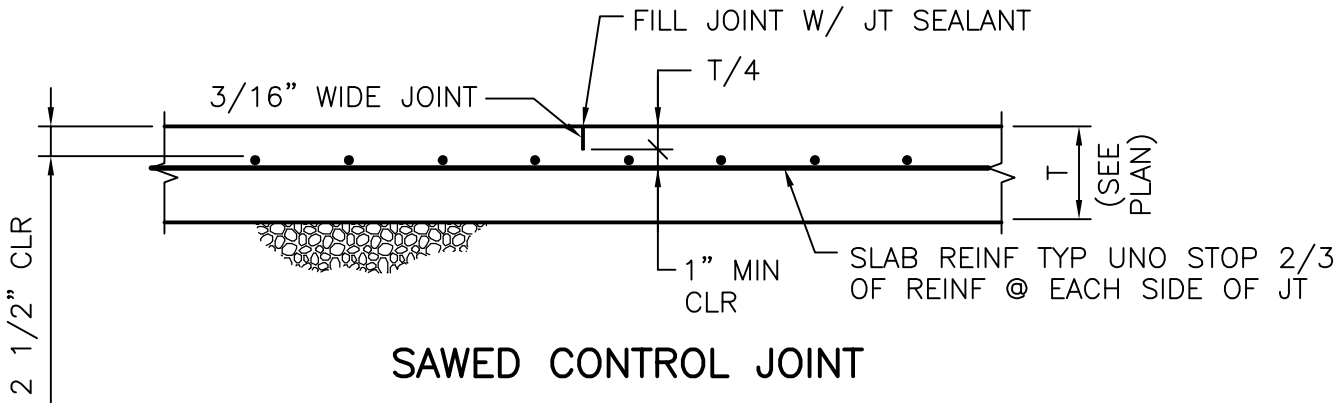 FILL JOINT W/ JT SEALANT
T/4
3/16” WIDE JOINT
T
(SEE
PLAN)
2 1/2” CLR
1” MIN
CLR
SLAB REINF TYP UNO STOP 2/3
OF REINF @ EACH SIDE OF JT
SAWED CONTROL JOINT